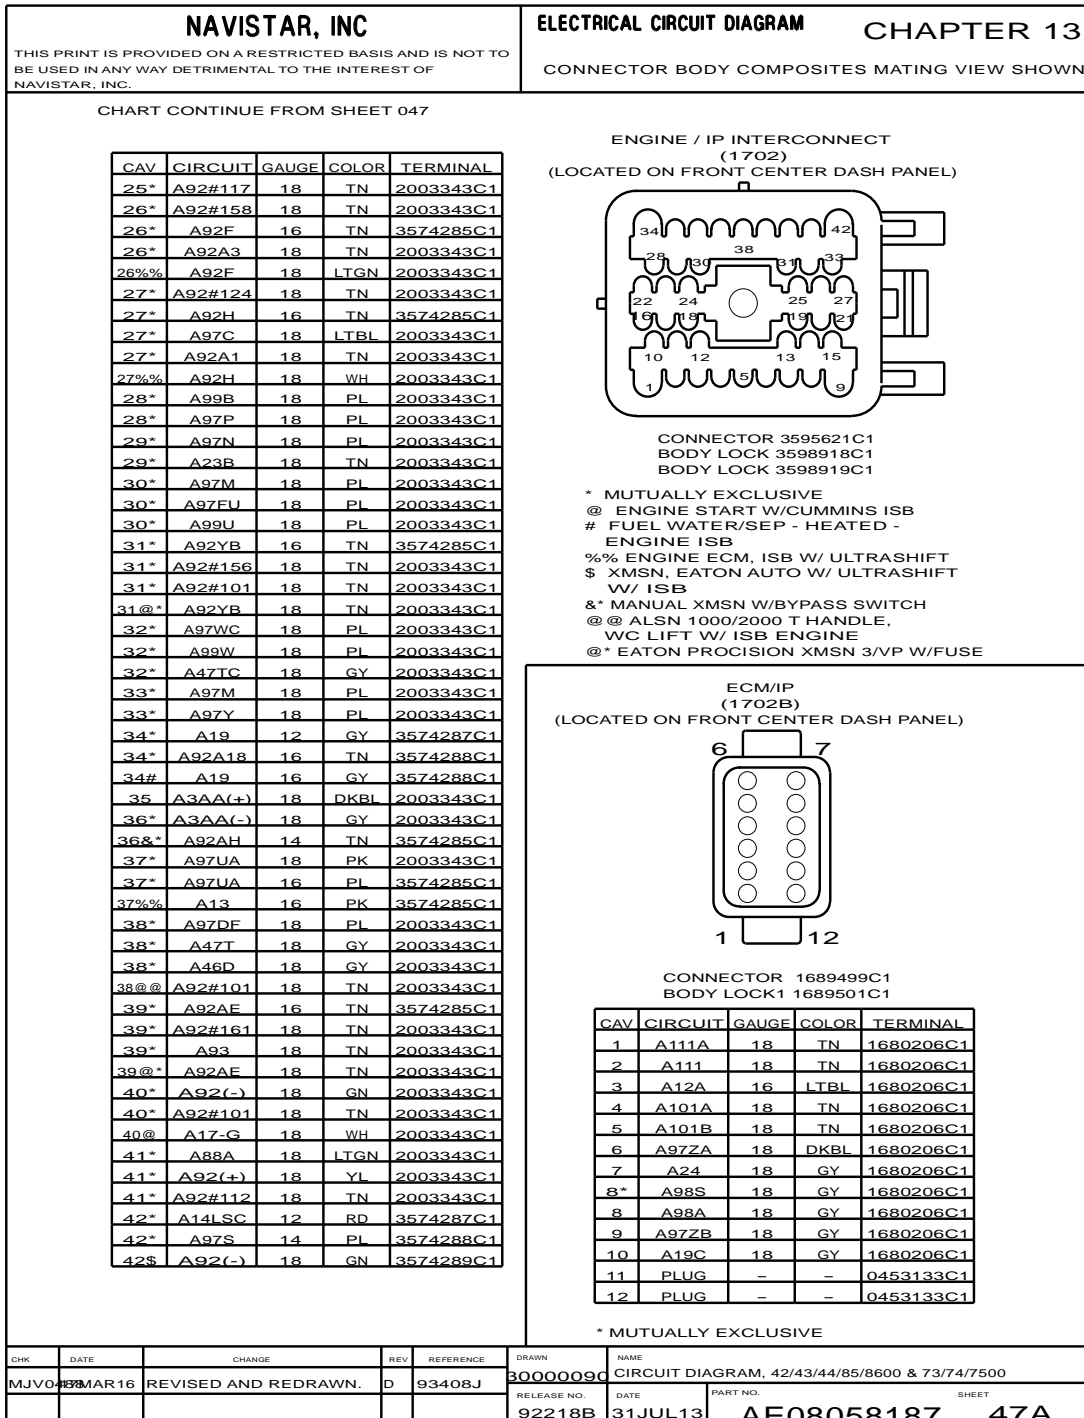 NAVISTAR, INC
THIS PRINT IS PROVIDED ON A RESTRICTED BASIS AND IS NOT TO
BE USED IN ANY WAY DETRIMENTAL TO THE INTEREST OF
NAVISTAR, INC.
ELECTRICAL CIRCUIT DIAGRAM CHAPTER 13
CONNECTOR BODY COMPOSITES MATING VIEW SHOWN
CHART CONTINUE FROM SHEET 047
CAV CIRCUIT GAUGE COLOR TERMINAL
25* A92#117 18 TN 2003343C1
26* A92#158 18 TN 2003343C1
26* A92F 16 TN 3574285C1
26* A92A3 18 TN 2003343C1
26%% A92F 18 LTGN 2003343C1
27* A92#124 18 TN 2003343C1
27* A92H 16 TN 3574285C1
27* A97C 18 LTBL 2003343C1
27* A92A1 18 TN 2003343C1
27%% A92H 18 WH 2003343C1
28* A99B 18 PL 2003343C1
28* A97P 18 PL 2003343C1
29* A97N 18 PL 2003343C1
29* A23B 18 TN 2003343C1
30* A97M 18 PL 2003343C1
30* A97FU 18 PL 2003343C1
30* A99U 18 PL 2003343C1
31* A92YB 16 TN 3574285C1
31* A92#156 18 TN 2003343C1
31* A92#101 18 TN 2003343C1
31@* A92YB 18 TN 2003343C1
32* A97WC 18 PL 2003343C1
32* A99W 18 PL 2003343C1
32* A47TC 18 GY 2003343C1
33* A97M 18 PL 2003343C1
33* A97Y 18 PL 2003343C1
34* A19 12 GY 3574287C1
34* A92A18 16 TN 3574288C1
34# A19 16 GY 3574288C1
35 A3AA(+) 18 DKBL 2003343C1
36* A3AA(-) 18 GY 2003343C1
36&* A92AH 14 TN 3574285C1
37* A97UA 18 PK 2003343C1
37* A97UA 16 PL 3574285C1
37%% A13 16 PK 3574285C1
38* A97DF 18 PL 2003343C1
38* A47T 18 GY 2003343C1
38* A46D 18 GY 2003343C1
38@@ A92#101 18 TN 2003343C1
39* A92AE 16 TN 3574285C1
39* A92#161 18 TN 2003343C1
39* A93 18 TN 2003343C1
39@* A92AE 18 TN 2003343C1
40* A92(-) 18 GN 2003343C1
40* A92#101 18 TN 2003343C1
40@ A17-G 18 WH 2003343C1
41* A88A 18 LTGN 2003343C1
41* A92(+) 18 YL 2003343C1
41* A92#112 18 TN 2003343C1
42* A14LSC 12 RD 3574287C1
42* A97S 14 PL 3574288C1
42$ A92(-) 18 GN 3574289C1
ENGINE / IP INTERCONNECT
(1702)
(LOCATED ON FRONT CENTER DASH PANEL)
34 42
38
28 30 31 33
22 24 25 27
16 18 19 21
10 12 13 15
1 5 9
CONNECTOR 3595621C1
BODY LOCK 3598918C1
BODY LOCK 3598919C1
* MUTUALLY EXCLUSIVE
@ ENGINE START W/CUMMINS ISB
# FUEL WATER/SEP - HEATED -
ENGINE ISB
%% ENGINE ECM, ISB W/ ULTRASHIFT
$ XMSN, EATON AUTO W/ ULTRASHIFT
W/ ISB
&* MANUAL XMSN W/BYPASS SWITCH
@@ ALSN 1000/2000 T HANDLE,
WC LIFT W/ ISB ENGINE
@* EATON PROCISION XMSN 3/VP W/FUSE
ECM/IP
(1702B)
(LOCATED ON FRONT CENTER DASH PANEL)
6 7
1 12
CONNECTOR 1689499C1
BODY LOCK1 1689501C1
CAV CIRCUIT GAUGE COLOR TERMINAL
1 A111A 18 TN 1680206C1
2 A111 18 TN 1680206C1
3 A12A 16 LTBL 1680206C1
4 A101A 18 TN 1680206C1
5 A101B 18 TN 1680206C1
6 A97ZA 18 DKBL 1680206C1
7 A24 18 GY 1680206C1
8* A98S 18 GY 1680206C1
8 A98A 18 GY 1680206C1
9 A97ZB 18 GY 1680206C1
10 A19C 18 GY 1680206C1
11 PLUG – – 0453133C1
12 PLUG – – 0453133C1
* MUTUALLY EXCLUSIVE
CHK DATE CHANGE REV REFERENCE
MAR16 REVISED AND REDRAWN. D 93408J
DRAWN NAME
30000090 CIRCUIT DIAGRAM, 42/43/44/85/8600 & 73/74/7500
RELEASE NO. DATE PART NO. SHEET
92218B 31JUL13 AE08058187 47A